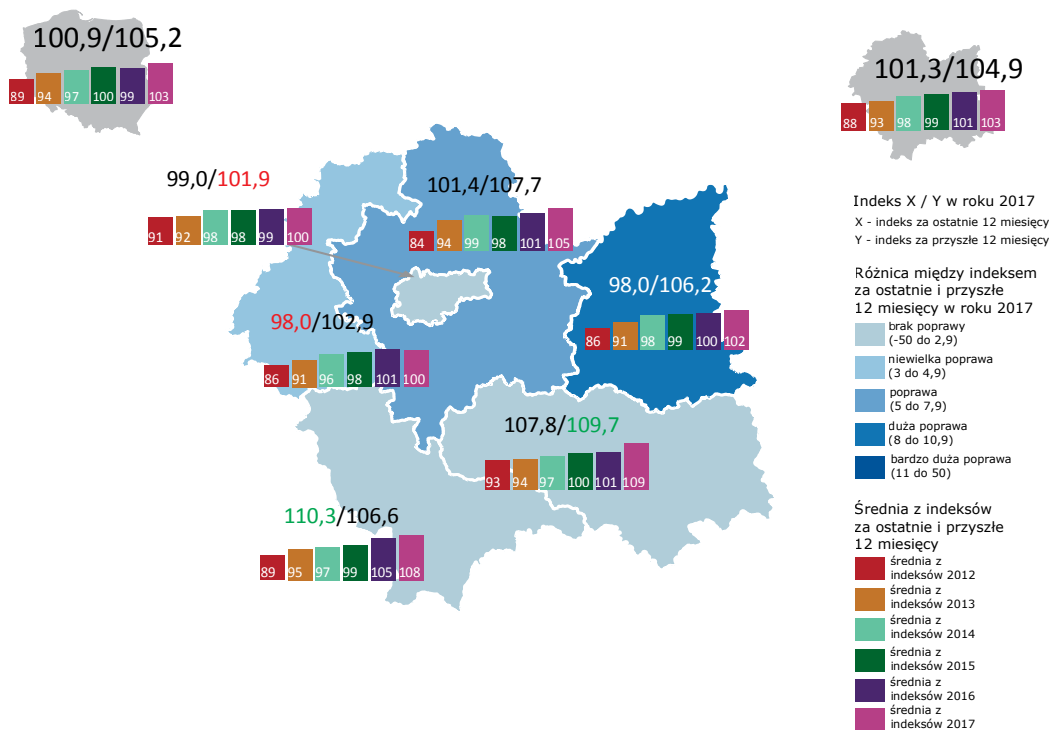 100,9/105,2
89 94 97 100 99 103
101,3/104,9
88 93 98 99 101 103
99,0/101,9
91 92 98 98 99 100
101,4/107,7
84 94 99 98 101 105
98,0/106,2
86 91 98 99 100 102
98,0/102,9
86 91 96 98 101 100
107,8/109,7
93 94 97 100 101 109
110,3/106,6
89 95 97 99 105 108
Indeks X / Y w roku 2017
X - indeks za ostatnie 12 miesięcy
Y - indeks za przyszłe 12 miesięcy
Różnica między indeksem
za ostatnie i przyszłe
12 miesięcy w roku 2017
brak poprawy
(-50 do 2,9)
niewielka poprawa
(3 do 4,9)
poprawa
(5 do 7,9)
duża poprawa
(8 do 10,9)
bardzo duża poprawa
(11 do 50)
Średnia z indeksów
za ostatnie i przyszłe
12 miesięcy
średnia z
indeksów 2012
średnia z
indeksów 2013
średnia z
indeksów 2014
średnia z
indeksów 2015
średnia z
indeksów 2016
średnia z
indeksów 2017